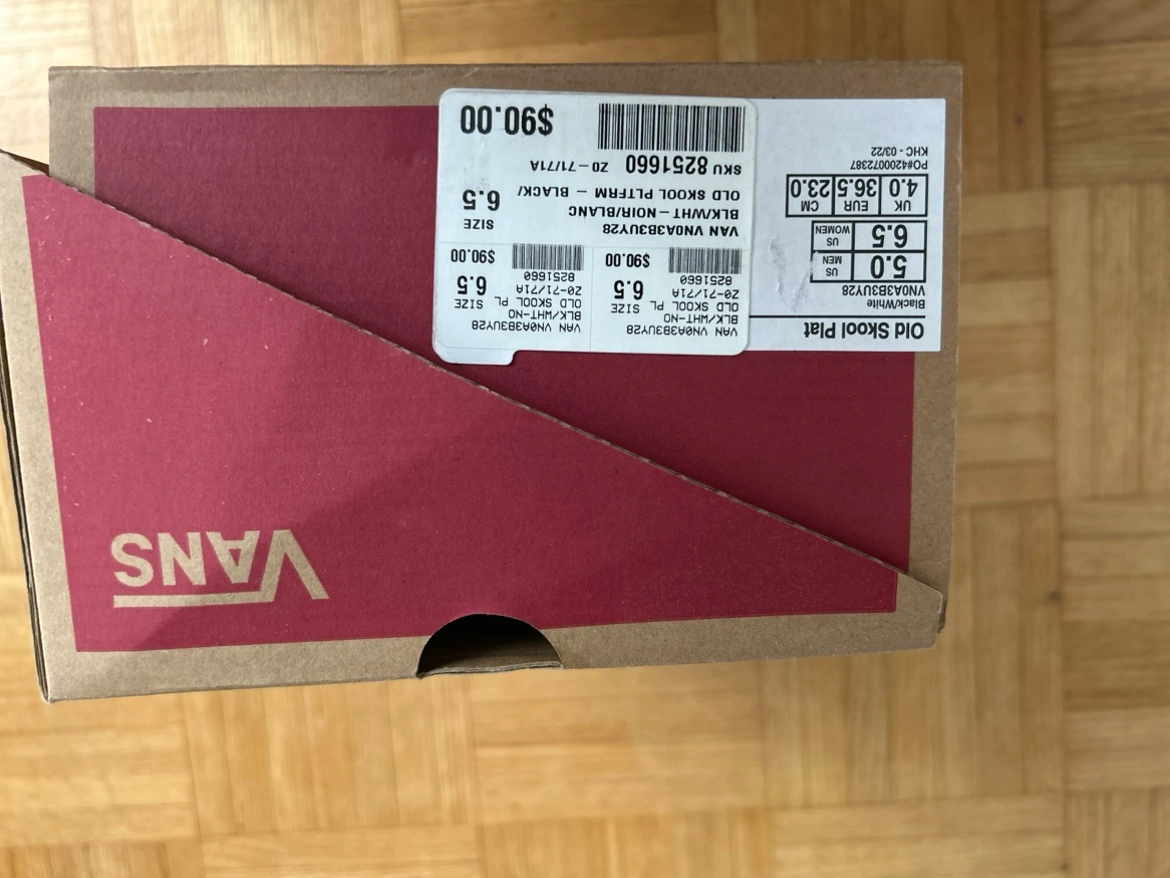 VANS
Old Skool Plat
Black/White
VN0A3B3UY28
5.0 US MEN
6.5 US WOMEN
UK EUR CM
4.0 36.5 23.0
PO#4200072387
KHC - 03/22
VAN VN0A3B3UY28
BLK/WHT-NO
OLD SKOOL PL
Z0-71/71A
8251660
SIZE
6.5
$90.00
VAN VN0A3B3UY28
BLK/WHT-NO
OLD SKOOL PL
Z0-71/71A
8251660
SIZE
6.5
$90.00
VAN VN0A3B3UY28
BLK/WHT-NOIR/BLANC
OLD SKOOL PLTFRM - BLACK/
SIZE
6.5
SKU 8251660 Z0-71/71A
$90.00